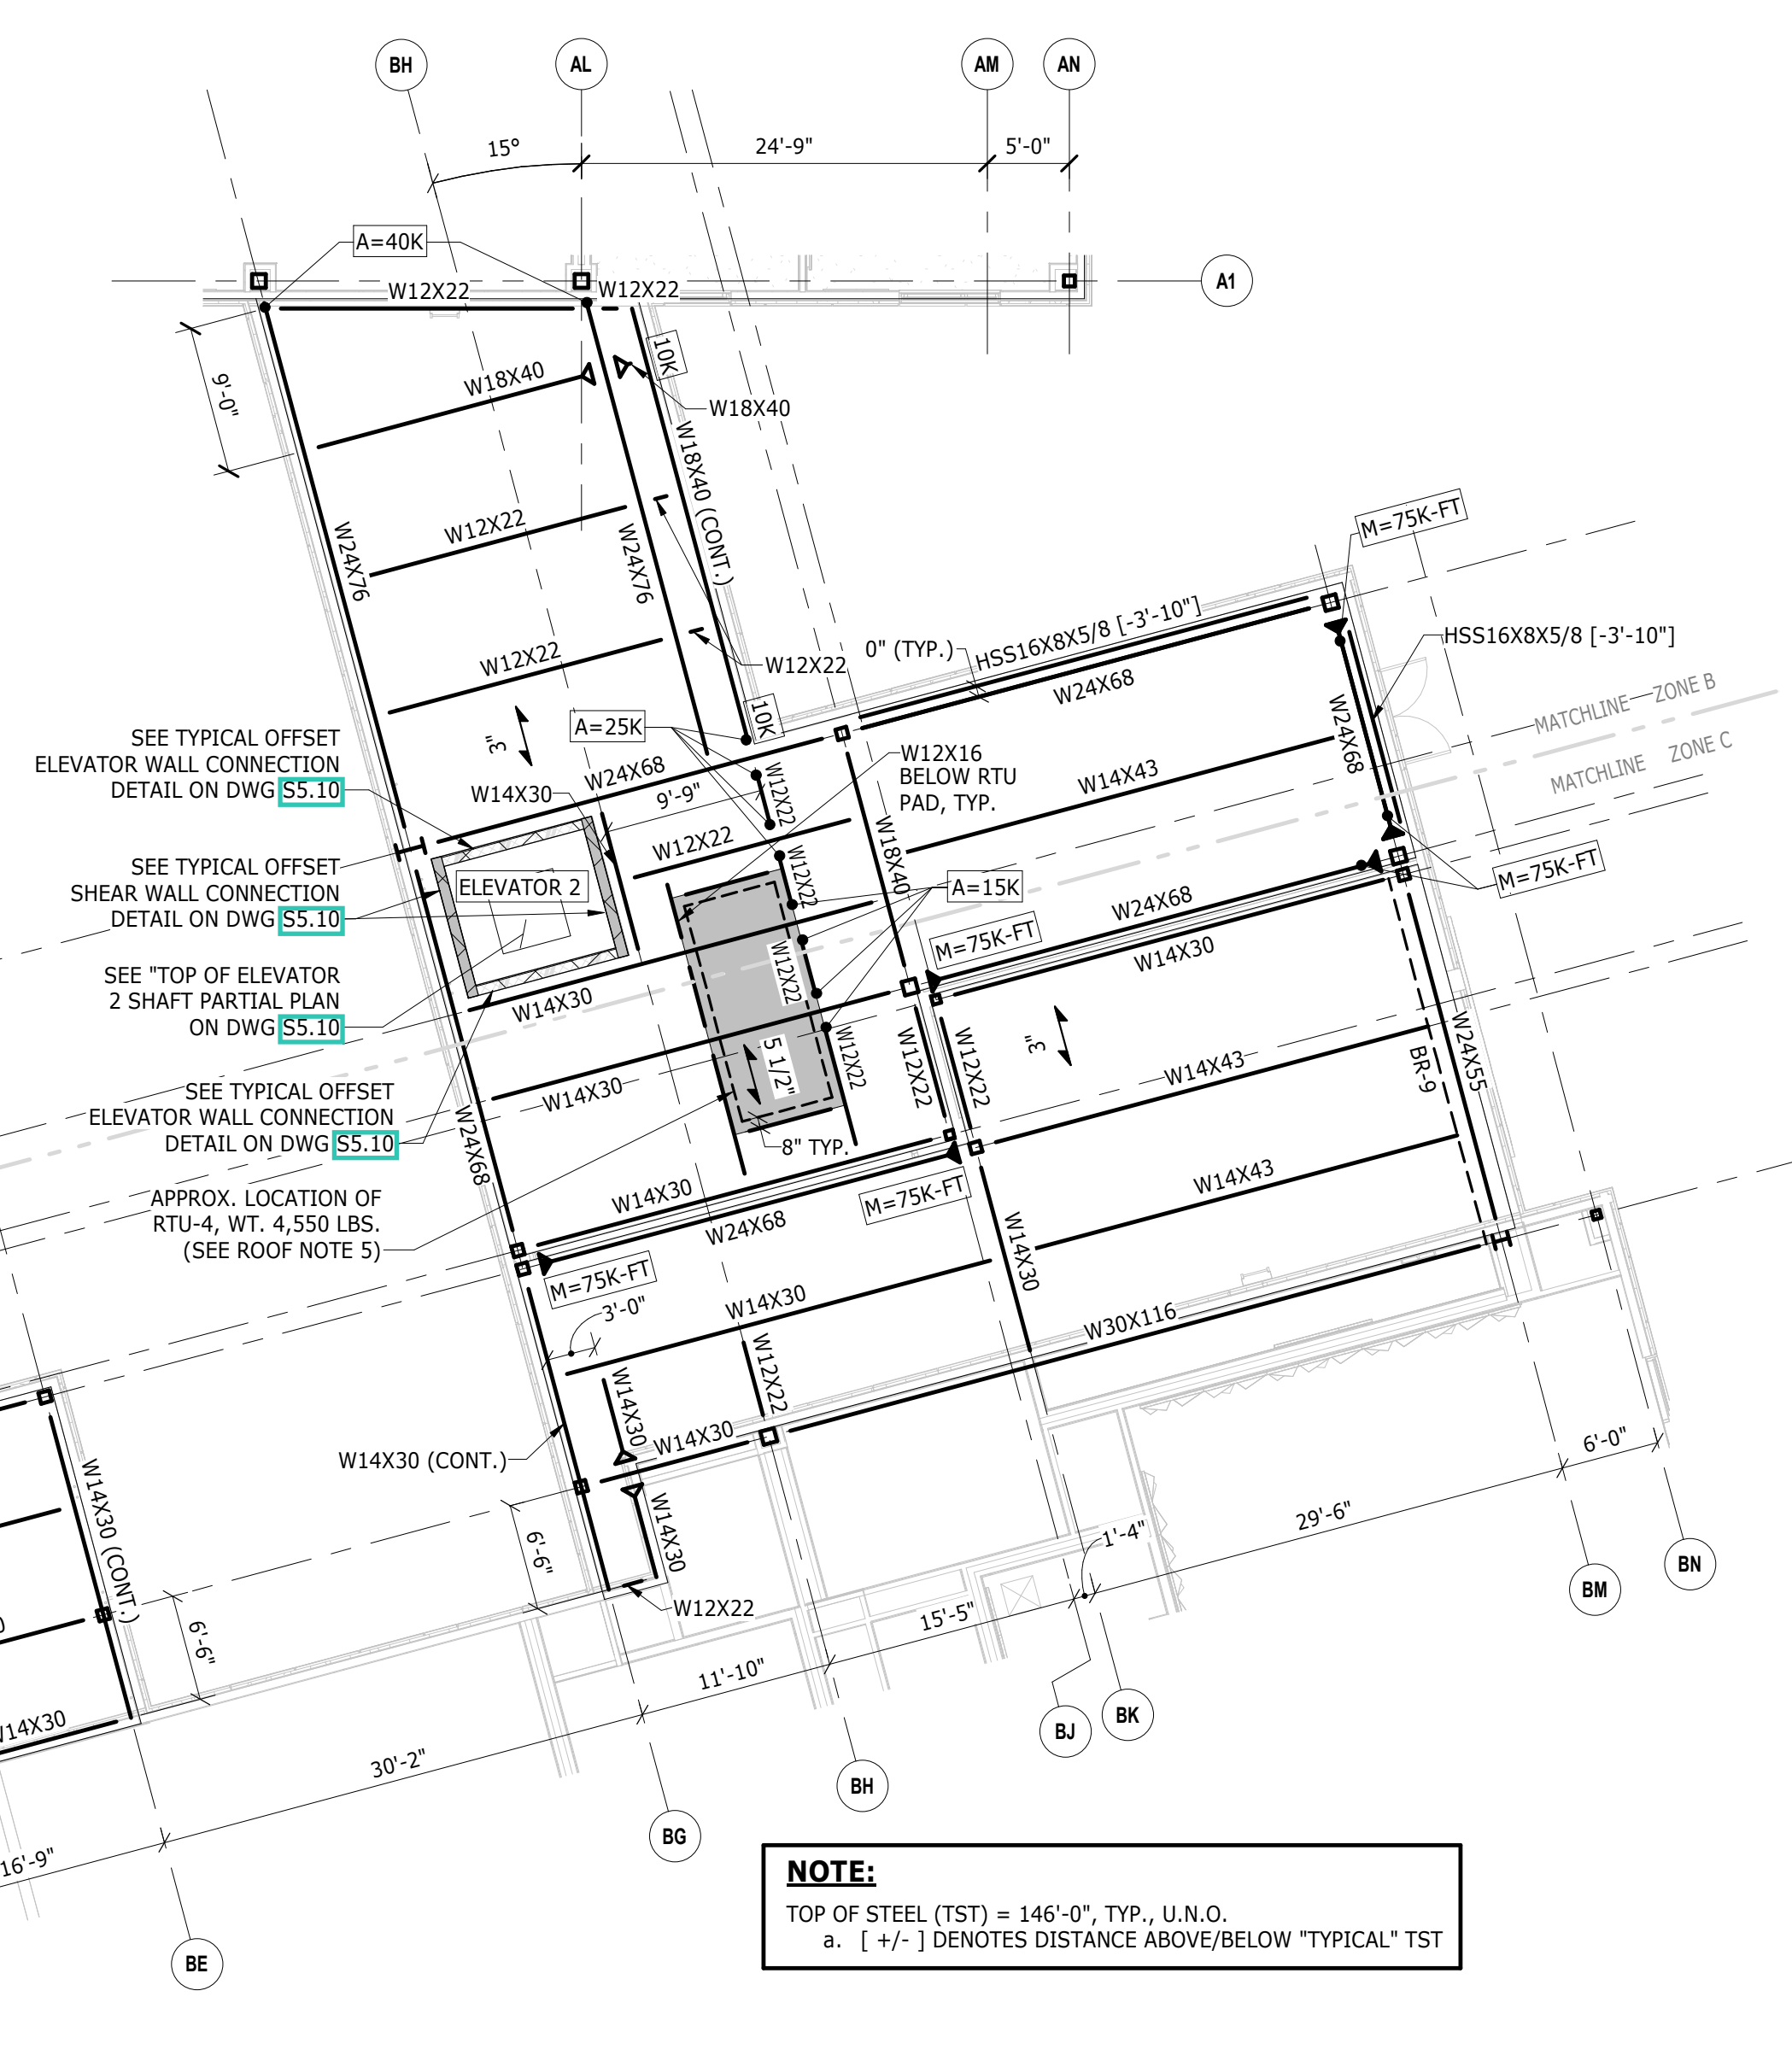 BH
AL
AM
AN
15°
24'-9"
5'-0"
A=40K
W12X22
W12X22
A1
10K
W18X40
W18X40
9'-0"
W18X40 (CONT.)
M=75K-FT
W12X22
W24X76
W24X76
HSS16X8X5/8 [-3'-10"]
HSS16X8X5/8 [-3'-10"]
0" (TYP.)
W12X22
W12X22
W24X68
MATCHLINE ZONE B
10K
A=25K
3"
W24X68
SEE TYPICAL OFFSET
ELEVATOR WALL CONNECTION
DETAIL ON DWG S5.10
W12X16
BELOW RTU
PAD, TYP.
MATCHLINE ZONE C
W24X68
W14X43
W14X30
9'-9"
W12X22
W12X22
W18X40
SEE TYPICAL OFFSET
SHEAR WALL CONNECTION
DETAIL ON DWG S5.10
ELEVATOR 2
W12X22
A=15K
M=75K-FT
W24X68
M=75K-FT
W14X30
W12X22
SEE "TOP OF ELEVATOR
2 SHAFT PARTIAL PLAN
ON DWG S5.10
W14X30
W12X22
W12X22
W12X22
3"
W24X55
BR-9
5 1/2"
W14X43
SEE TYPICAL OFFSET
ELEVATOR WALL CONNECTION
DETAIL ON DWG S5.10
W14X30
W24X68
8" TYP.
W14X43
APPROX. LOCATION OF
RTU-4, WT. 4,550 LBS.
(SEE ROOF NOTE 5)
W14X30
M=75K-FT
W24X68
W14X30
M=75K-FT
3'-0"
W14X30
W30X116
W12X22
W14X30
W14X30
W14X30 (CONT.)
W14X30 (CONT.)
6'-0"
W14X30
6'-6"
29'-6"
1'-4"
BN
BM
W12X22
15'-5"
6'-6"
11'-10"
BK
BJ
W14X30
30'-2"
BH
BG
16'-9"
BE
NOTE:
TOP OF STEEL (TST) = 146'-0", TYP., U.N.O.
a. [ +/- ] DENOTES DISTANCE ABOVE/BELOW "TYPICAL" TST